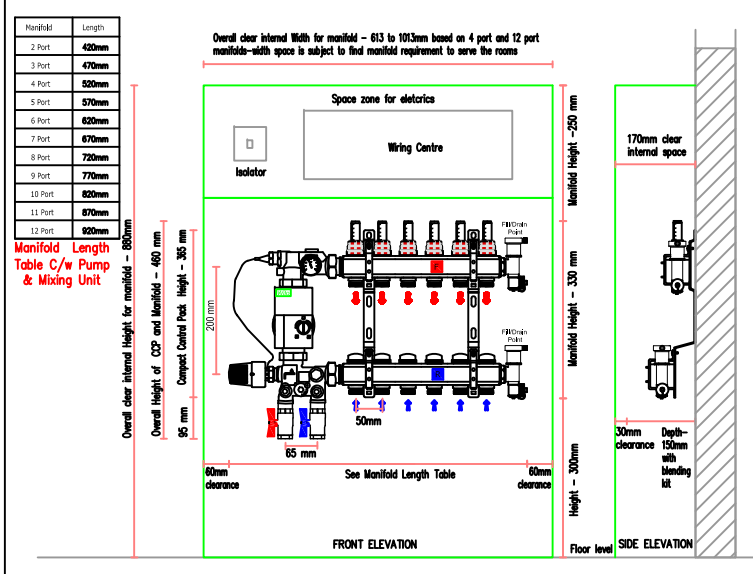 Manifold Length
2 Port 420mm
3 Port 470mm
4 Port 520mm
5 Port 570mm
6 Port 620mm
7 Port 670mm
8 Port 720mm
9 Port 770mm
10 Port 820mm
11 Port 870mm
12 Port 920mm
Manifold Length
Table C/w Pump
& Mixing Unit
Overall clear internal Width for manifold - 613 to 1013mm based on 4 port and 12 port
manifolds-width space is subject to final manifold requirement to serve the rooms
Space zone for eletcrics
Isolator
Wiring Centre
Overall clear internal Height for manifold - 880mm
Overall Height of CCP and Manifold - 460 mm
Compact Control Pack Height - 365 mm
95 mm
200 mm
Fill/Drain
Point
F
Fill/Drain
Point
R
50mm
65 mm
60mm
clearance
See Manifold Length Table
60mm
clearance
FRONT ELEVATION
Manifold Height -250 mm
Manifold Height - 330 mm
Height - 300mm
Floor level
170mm clear
internal space
30mm
clearance
Depth-
150mm
with
blending
kit
SIDE ELEVATION